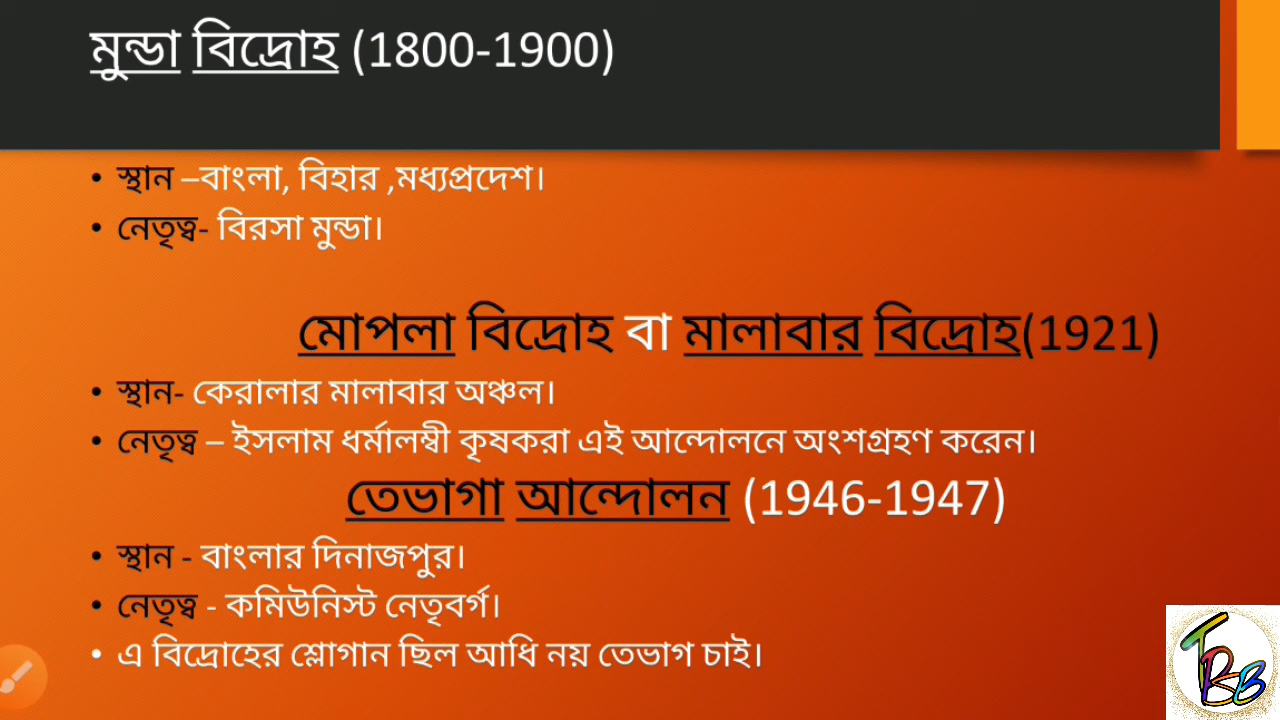 মুন্ডা বিদ্রোহ (1800-1900)
• স্থান –বাংলা, বিহার ,মধ্যপ্রদেশ।
• নেতৃত্ব- বিরসা মুন্ডা।
মোপলা বিদ্রোহ বা মালাবার বিদ্রোহ(1921)
• স্থান- কেরালার মালাবার অঞ্চল।
• নেতৃত্ব – ইসলাম ধর্মালম্বী কৃষকরা এই আন্দোলনে অংশগ্রহণ করেন।
তেভাগা আন্দোলন (1946-1947)
• স্থান - বাংলার দিনাজপুর।
• নেতৃত্ব - কমিউনিস্ট নেতৃবর্গ।
• এ বিদ্রোহের শ্লোগান ছিল আধি নয় তেভাগ চাই।
TBB